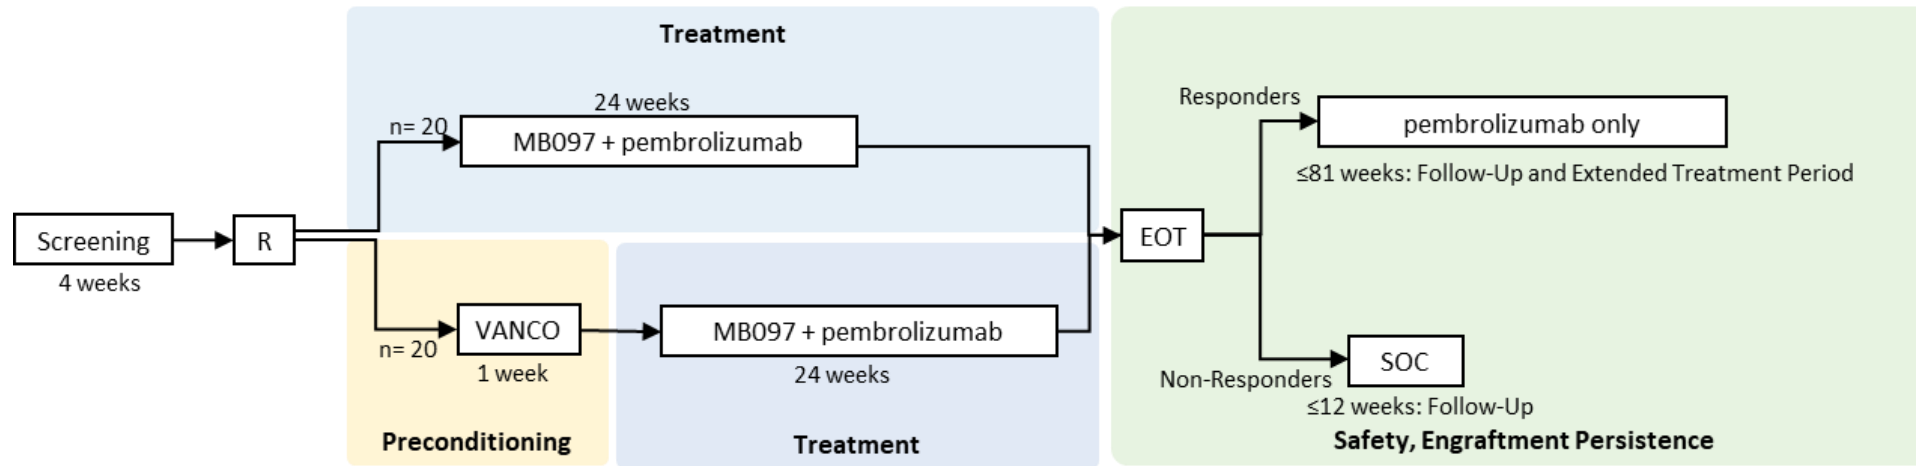 Treatment
24 weeks
n= 20
MB097 + pembrolizumab
Screening
4 weeks
R
n= 20
VANCO
1 week
Preconditioning
MB097 + pembrolizumab
24 weeks
Treatment
EOT
Responders
pembrolizumab only
≤81 weeks: Follow-Up and Extended Treatment Period
Non-Responders
SOC
≤12 weeks: Follow-Up
Safety, Engraftment Persistence